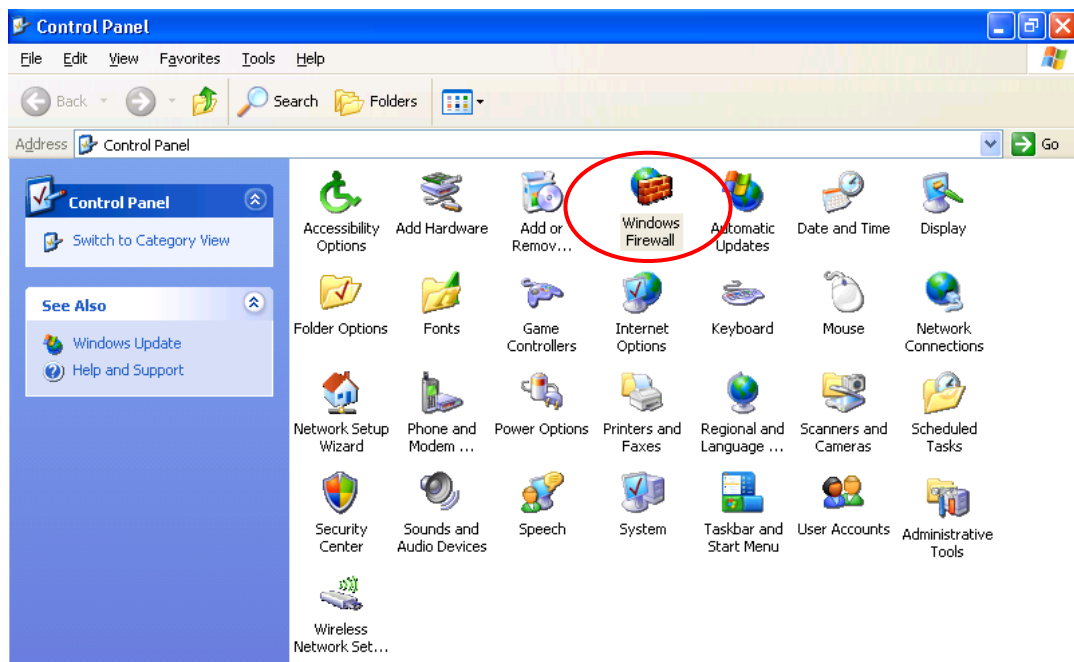 Control Panel
File Edit View Favorites Tools Help
Back Search Folders
Address Control Panel Go
Control Panel
Switch to Category View
See Also
Windows Update
Help and Support
Accessibility Options
Add Hardware
Add or Remov...
Windows Firewall
Automatic Updates
Date and Time
Display
Folder Options
Fonts
Game Controllers
Internet Options
Keyboard
Mouse
Network Connections
Network Setup Wizard
Phone and Modem ...
Power Options
Printers and Faxes
Regional and Language ...
Scanners and Cameras
Scheduled Tasks
Security Center
Sounds and Audio Devices
Speech
System
Taskbar and Start Menu
User Accounts
Administrative Tools
Wireless Network Set...